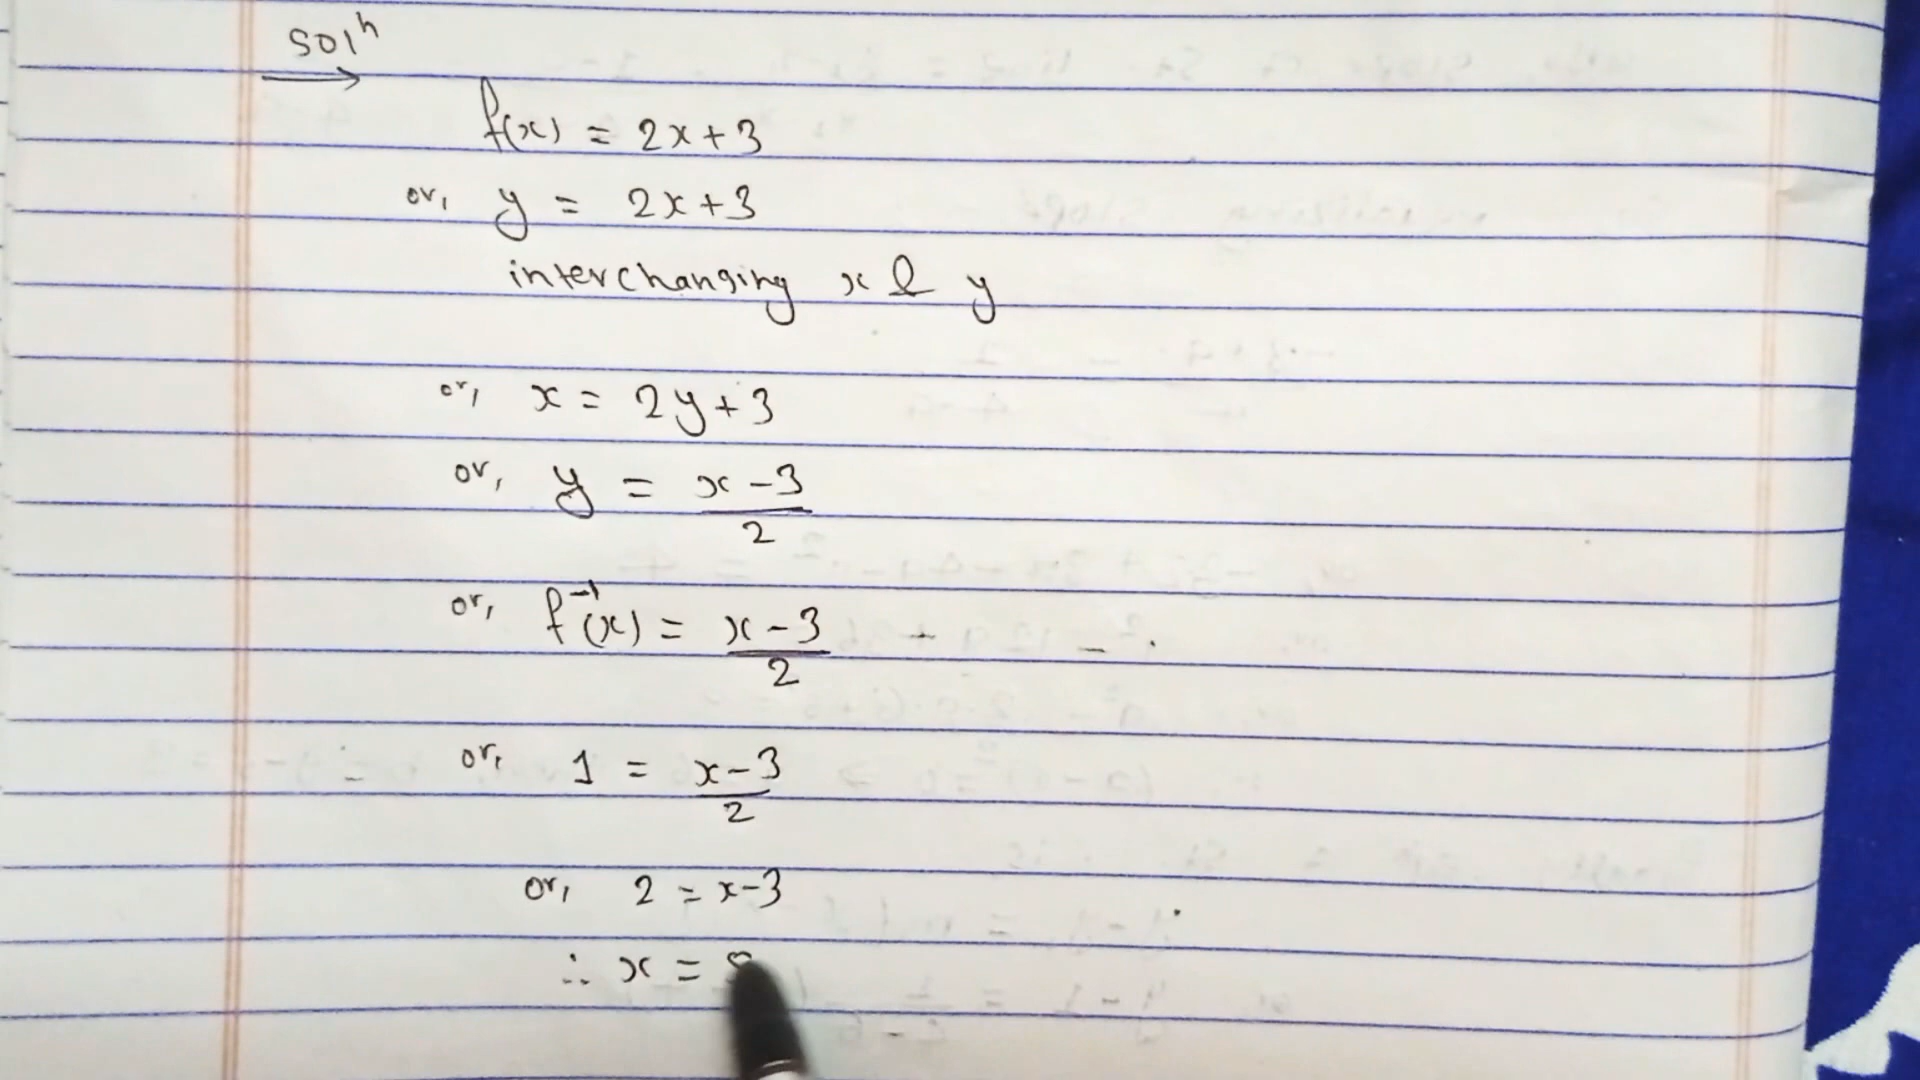 Solⁿ
f(x) = 2x+3
or, y = 2x+3
interchanging x & y
or, x = 2y+3
or, y = x-3/2
or, f⁻¹(x) = x-3/2
or, 1 = x-3/2
or, 2 = x-3
∴ x =